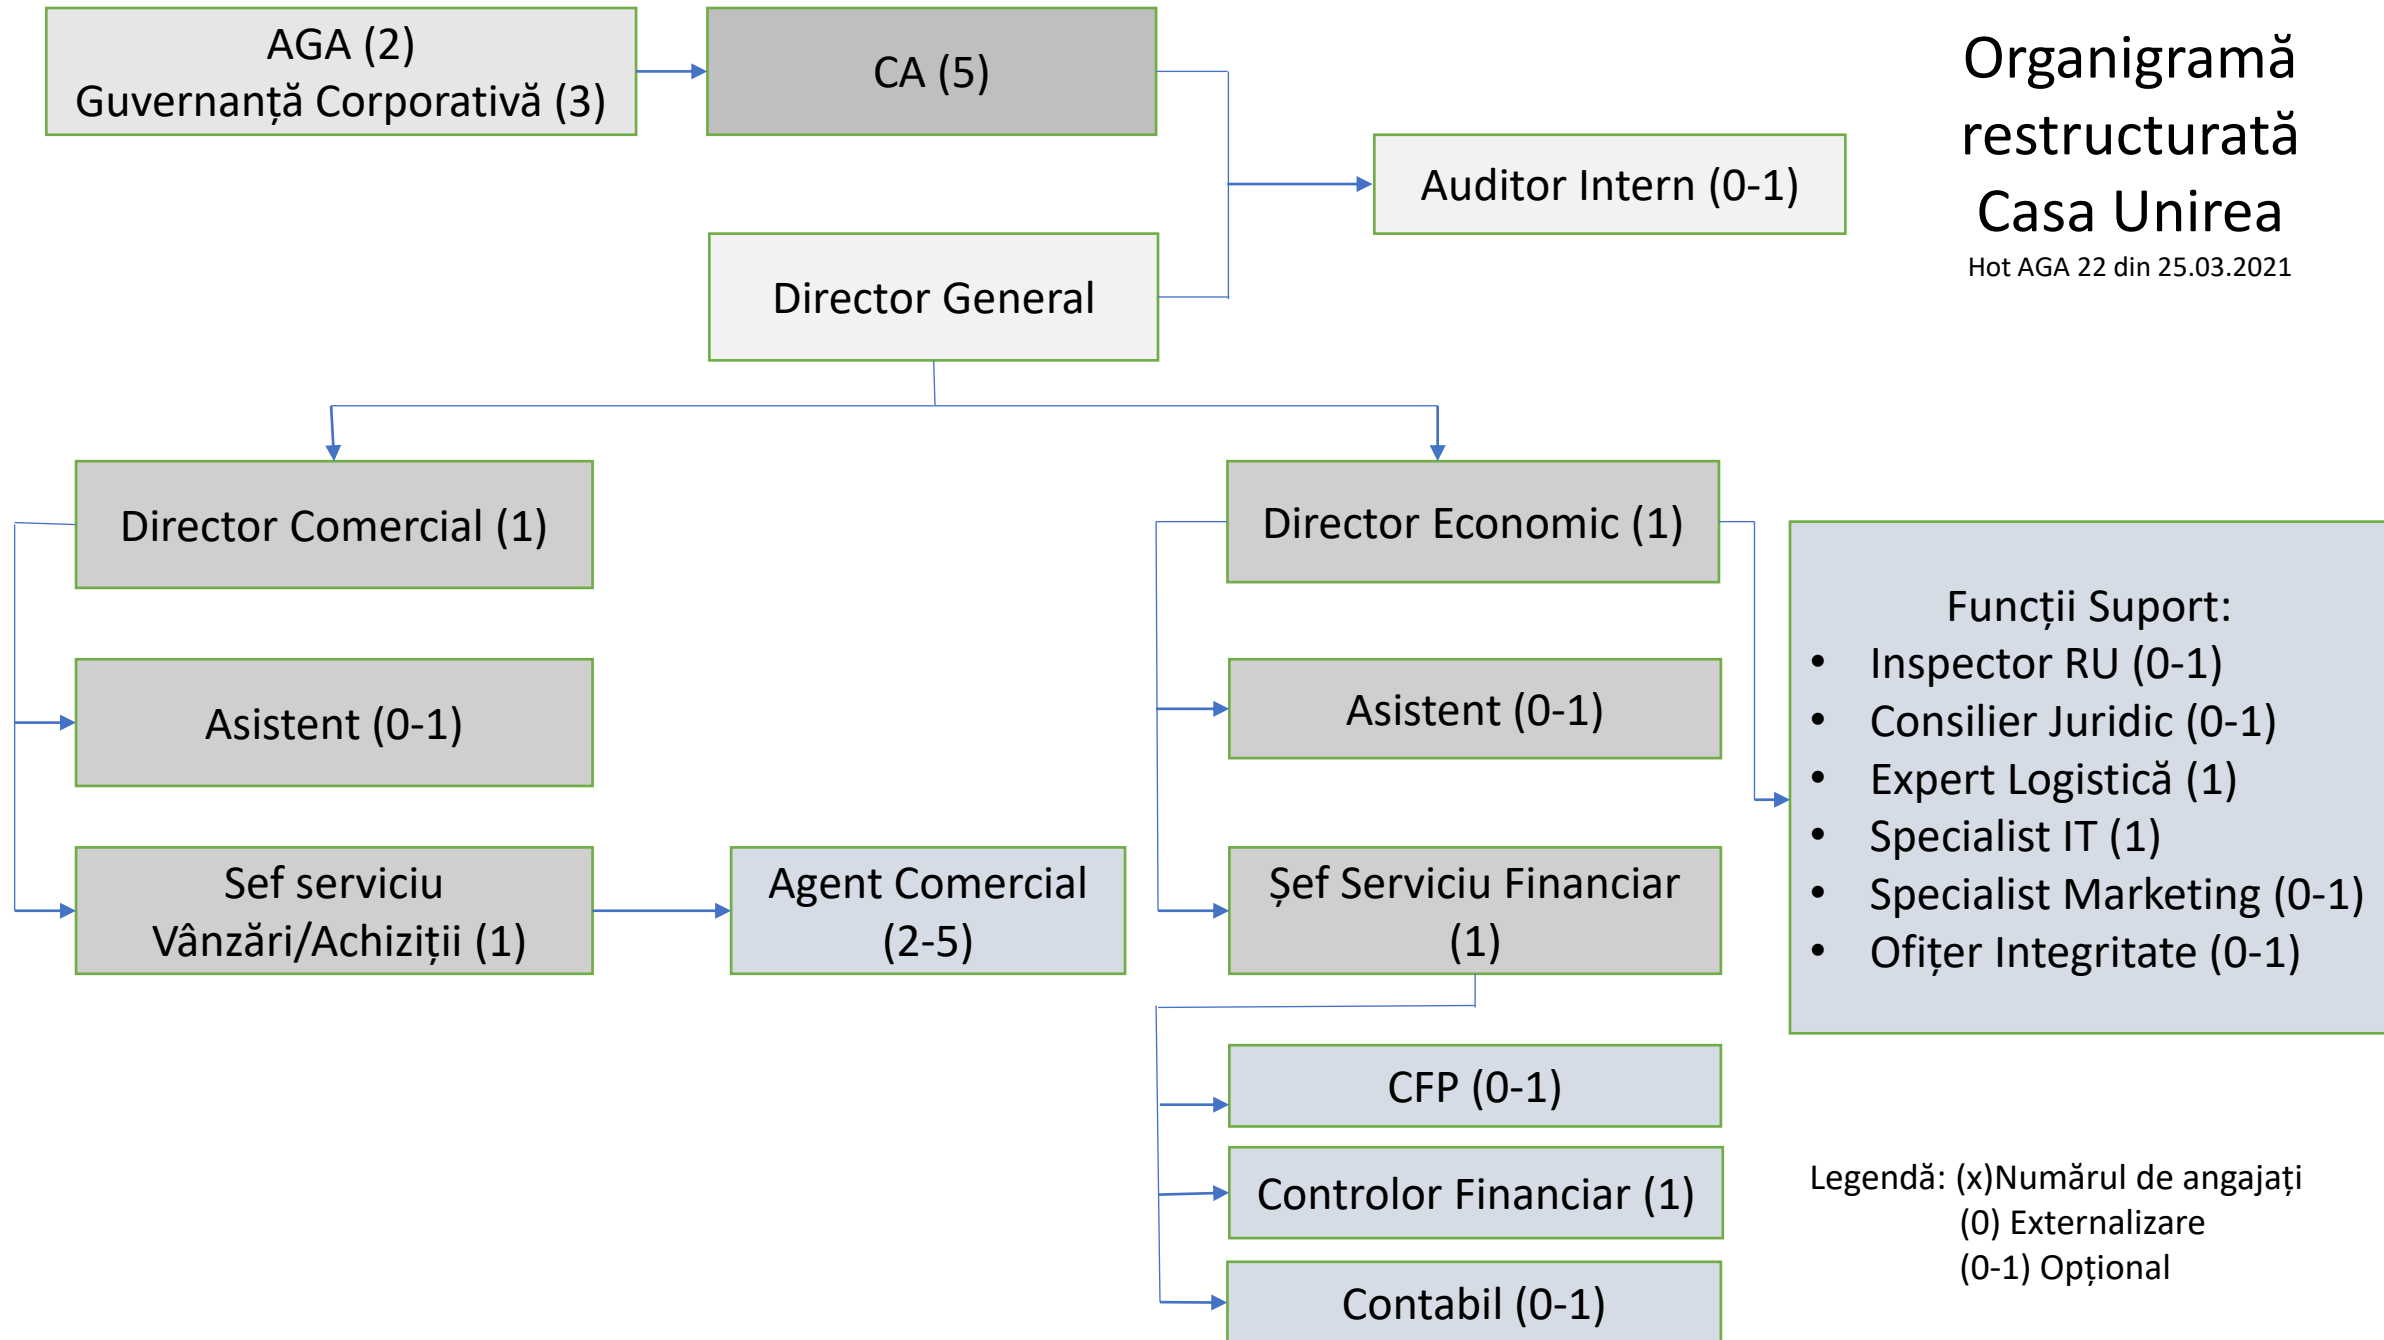 AGA (2)
Guvernanță Corporativă (3)
CA (5)
Organigramă
restructurată
Casa Unirea
Hot AGA 22 din 25.03.2021
Auditor Intern (0-1)
Director General
Director Comercial (1)
Director Economic (1)
Asistent (0-1)
Asistent (0-1)
Sef serviciu
Vânzări/Achiziții (1)
Agent Comercial
(2-5)
Șef Serviciu Financiar
(1)
Funcții Suport:
• Inspector RU (0-1)
• Consilier Juridic (0-1)
• Expert Logistică (1)
• Specialist IT (1)
• Specialist Marketing (0-1)
• Ofițer Integritate (0-1)
CFP (0-1)
Controlor Financiar (1)
Contabil (0-1)
Legendă: (x)Numărul de angajați
(0) Externalizare
(0-1) Opțional